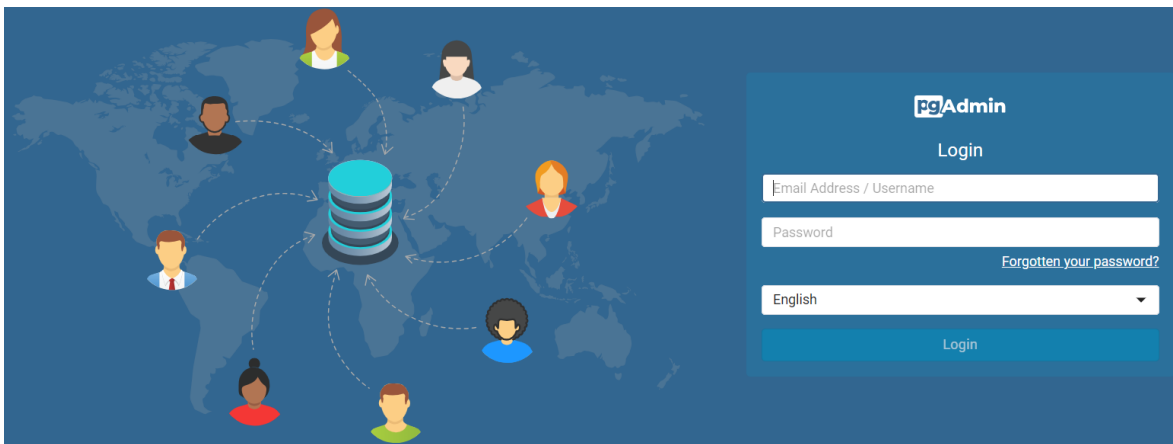 pgAdmin
Login
Email Address / Username
Password
Forgotten your password?
English
Login